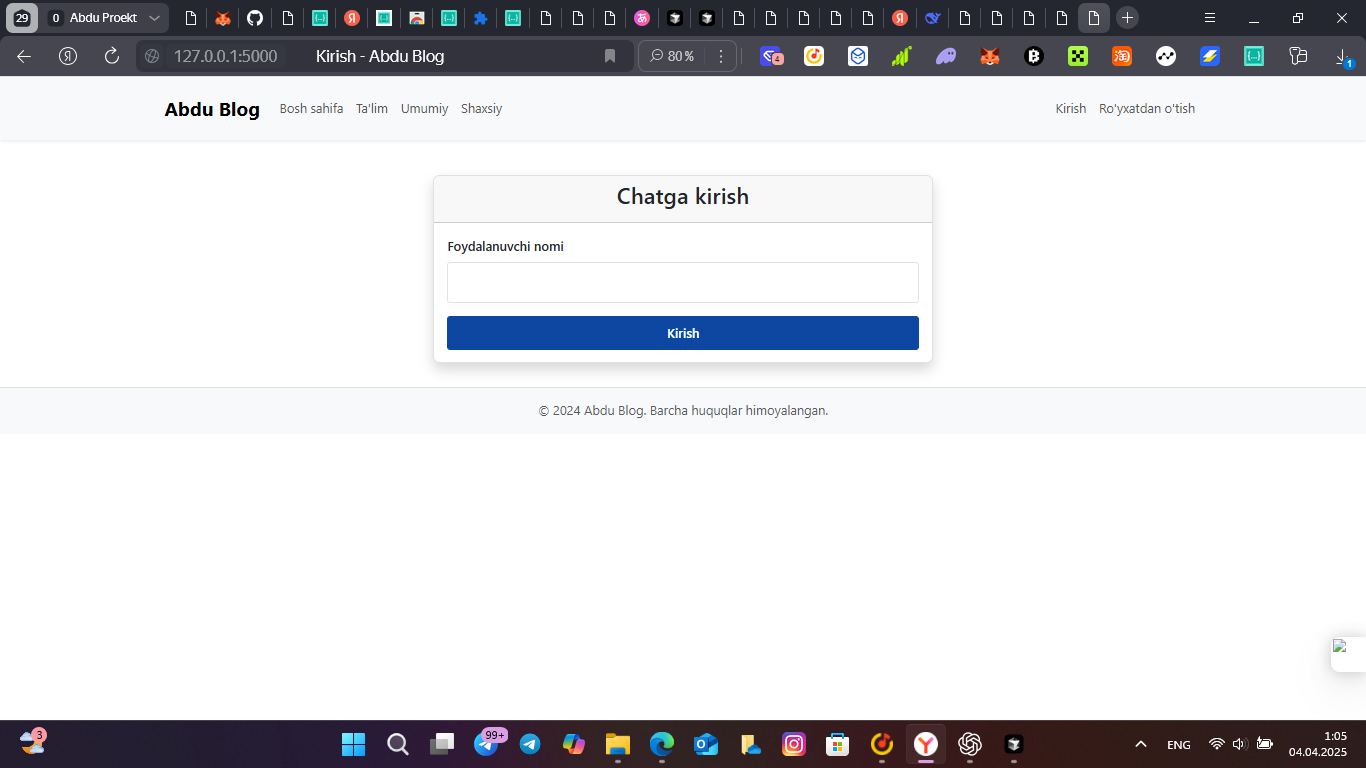 29
0 Abdu Proekt
127.0.0.1:5000 Kirish - Abdu Blog
80 %
4
1
Abdu Blog Bosh sahifa Ta'lim Umumiy Shaxsiy Kirish Ro'yxatdan o'tish
Chatga kirish
Foydalanuvchi nomi
Kirish
© 2024 Abdu Blog. Barcha huquqlar himoyalangan.
3
99+
ENG
1:05
04.04.2025